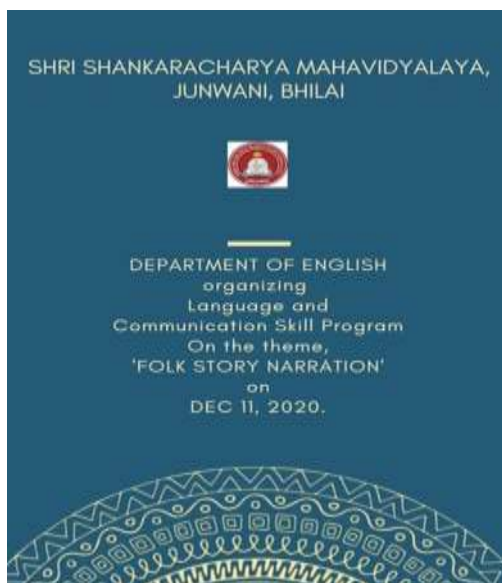 SHRI SHANKARACHARYA MAHAVIDYALAYA,
JUNWANI, BHILAI
DEPARTMENT OF ENGLISH
organizing
Language and
Communication Skill Program
On the theme,
'FOLK STORY NARRATION'
on
DEC 11, 2020.